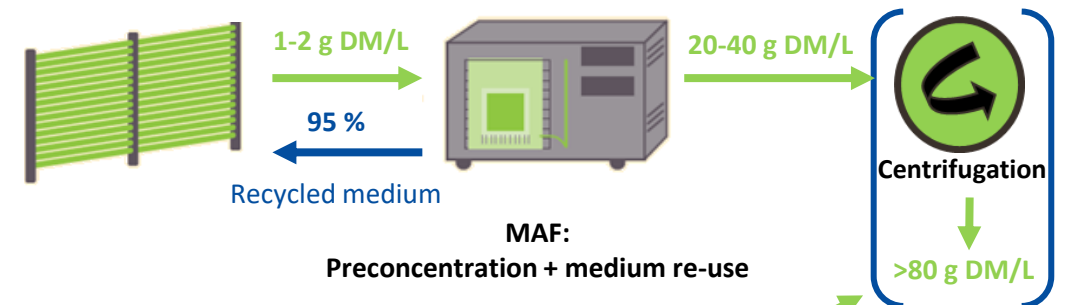 1-2 g DM/L
20-40 g DM/L
95 %
Recycled medium
MAF:
Preconcentration + medium re-use
Centrifugation
>80 g DM/L